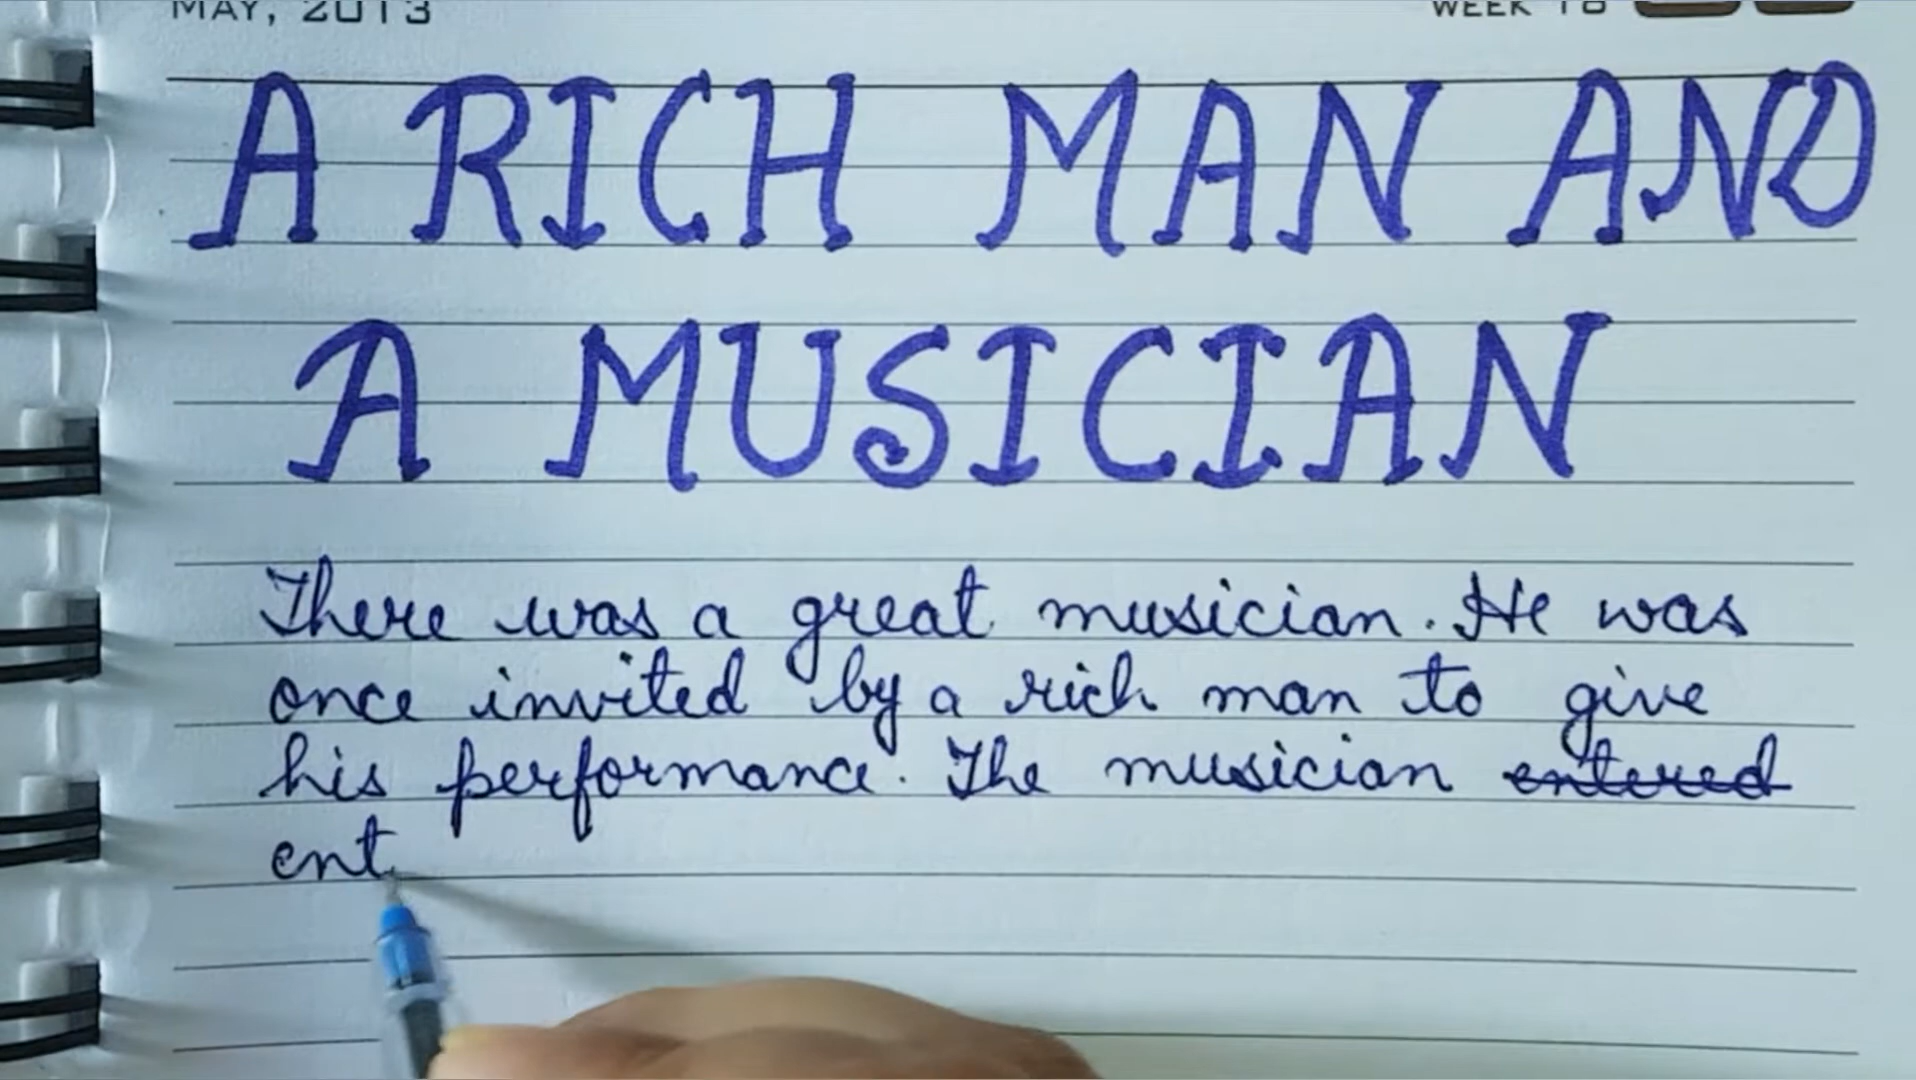 MAY, 2013 WEEK 18
A RICH MAN AND
A MUSICIAN
There was a great musician. He was
once invited by a rich man to give
his performance. The musician entered
ent